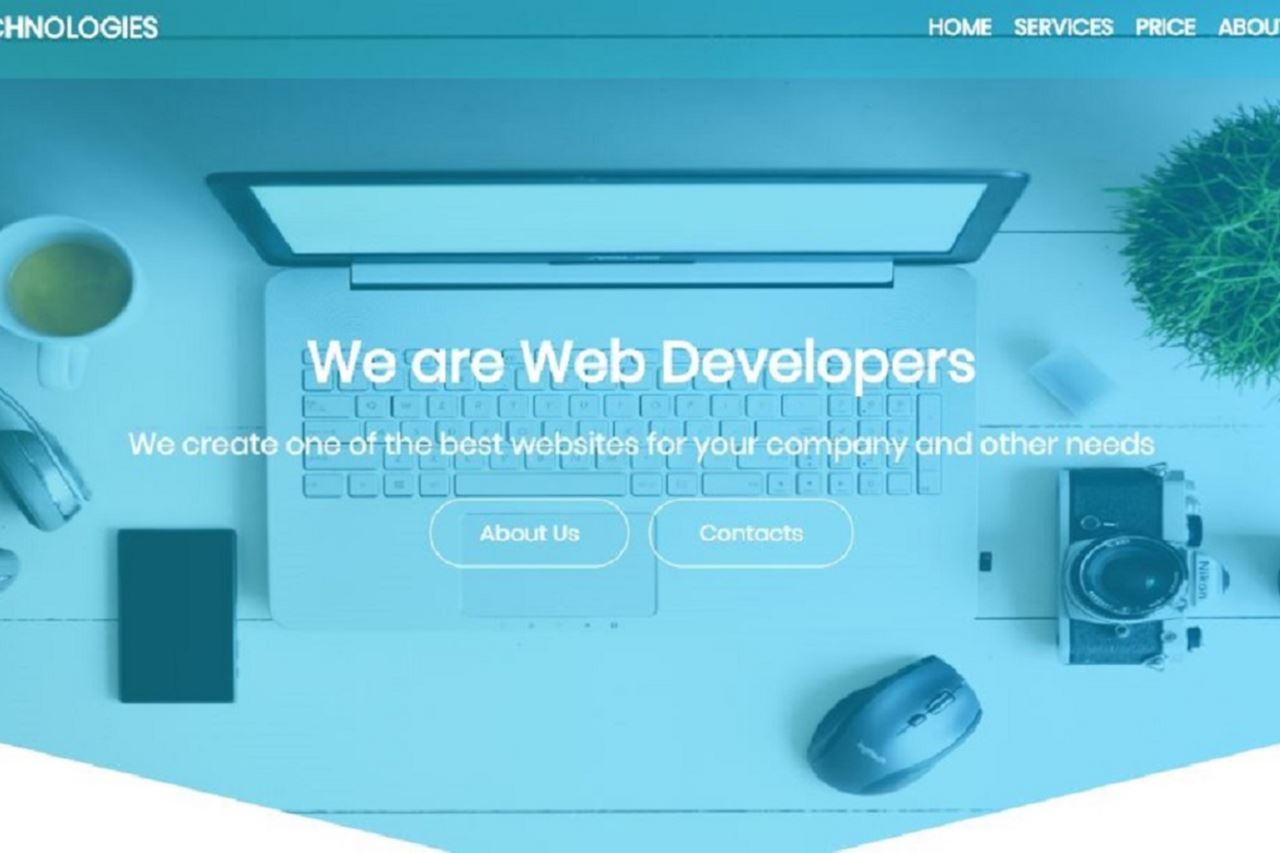 CHNOLOGIES
HOME SERVICES PRICE ABOU
We are Web Developers
We create one of the best websites for your company and other needs
About Us Contacts
Nikon